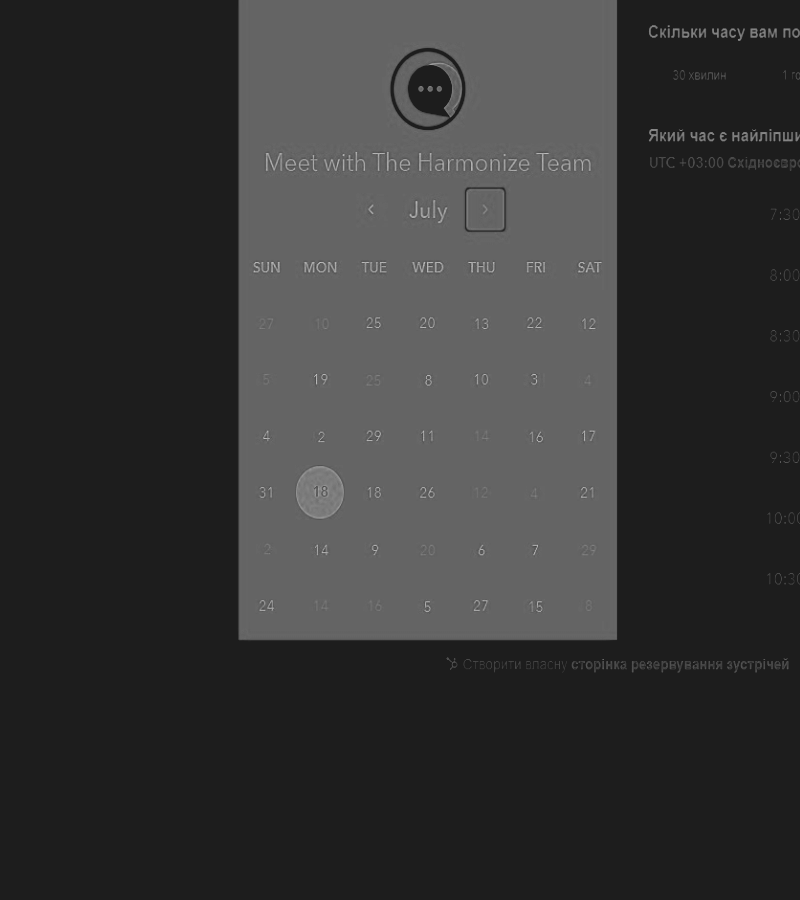 Meet with The Harmonize Team
‹ July ›
SUN MON TUE WED THU FRI SAT
27 10 25 20 13 22 12
5 19 25 8 10 3 4
4 2 29 11 14 16 17
31 18 18 26 12 4 21
2 14 9 20 6 7 29
24 14 16 5 27 15 8
Скільки часу вам по
30 хвилин 1 го
Який час є найліпши
UTC +03:00 Східноєвро
7:30
8:00
8:30
9:00
9:30
10:00
10:30
Створити власну сторінка резервування зустрічей